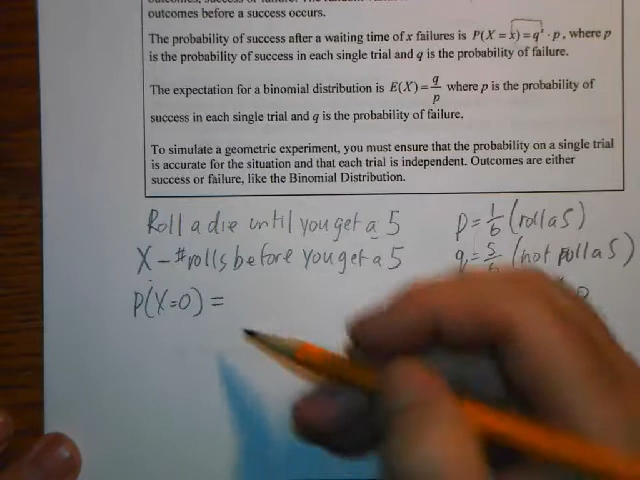 outcomes before a success occurs.
The probability of success after a waiting time of x failures is P(X = x) = qˣ · p, where p
is the probability of success in each single trial and q is the probability of failure.
The expectation for a binomial distribution is E(X) = q/p where p is the probability of
success in each single trial and q is the probability of failure.
To simulate a geometric experiment, you must ensure that the probability on a single trial
is accurate for the situation and that each trial is independent. Outcomes are either
success or failure, like the Binomial Distribution.
Roll a die until you get a 5
p = 1/6 (roll a 5)
X - # rolls before you get a 5
q = 5/6 (not roll a 5)
P(X=0) =